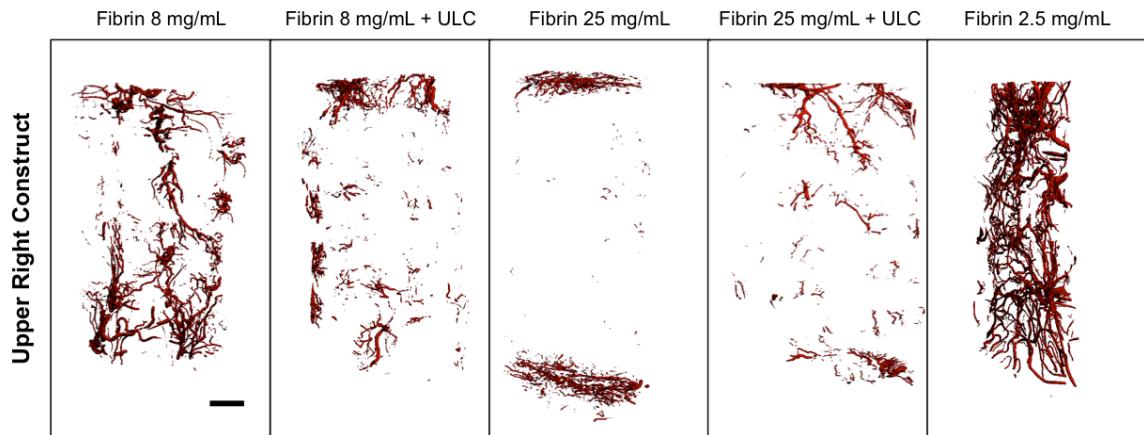 Fibrin 8 mg/mL
Fibrin 8 mg/mL + ULC
Fibrin 25 mg/mL
Fibrin 25 mg/mL + ULC
Fibrin 2.5 mg/mL
Upper Right Construct